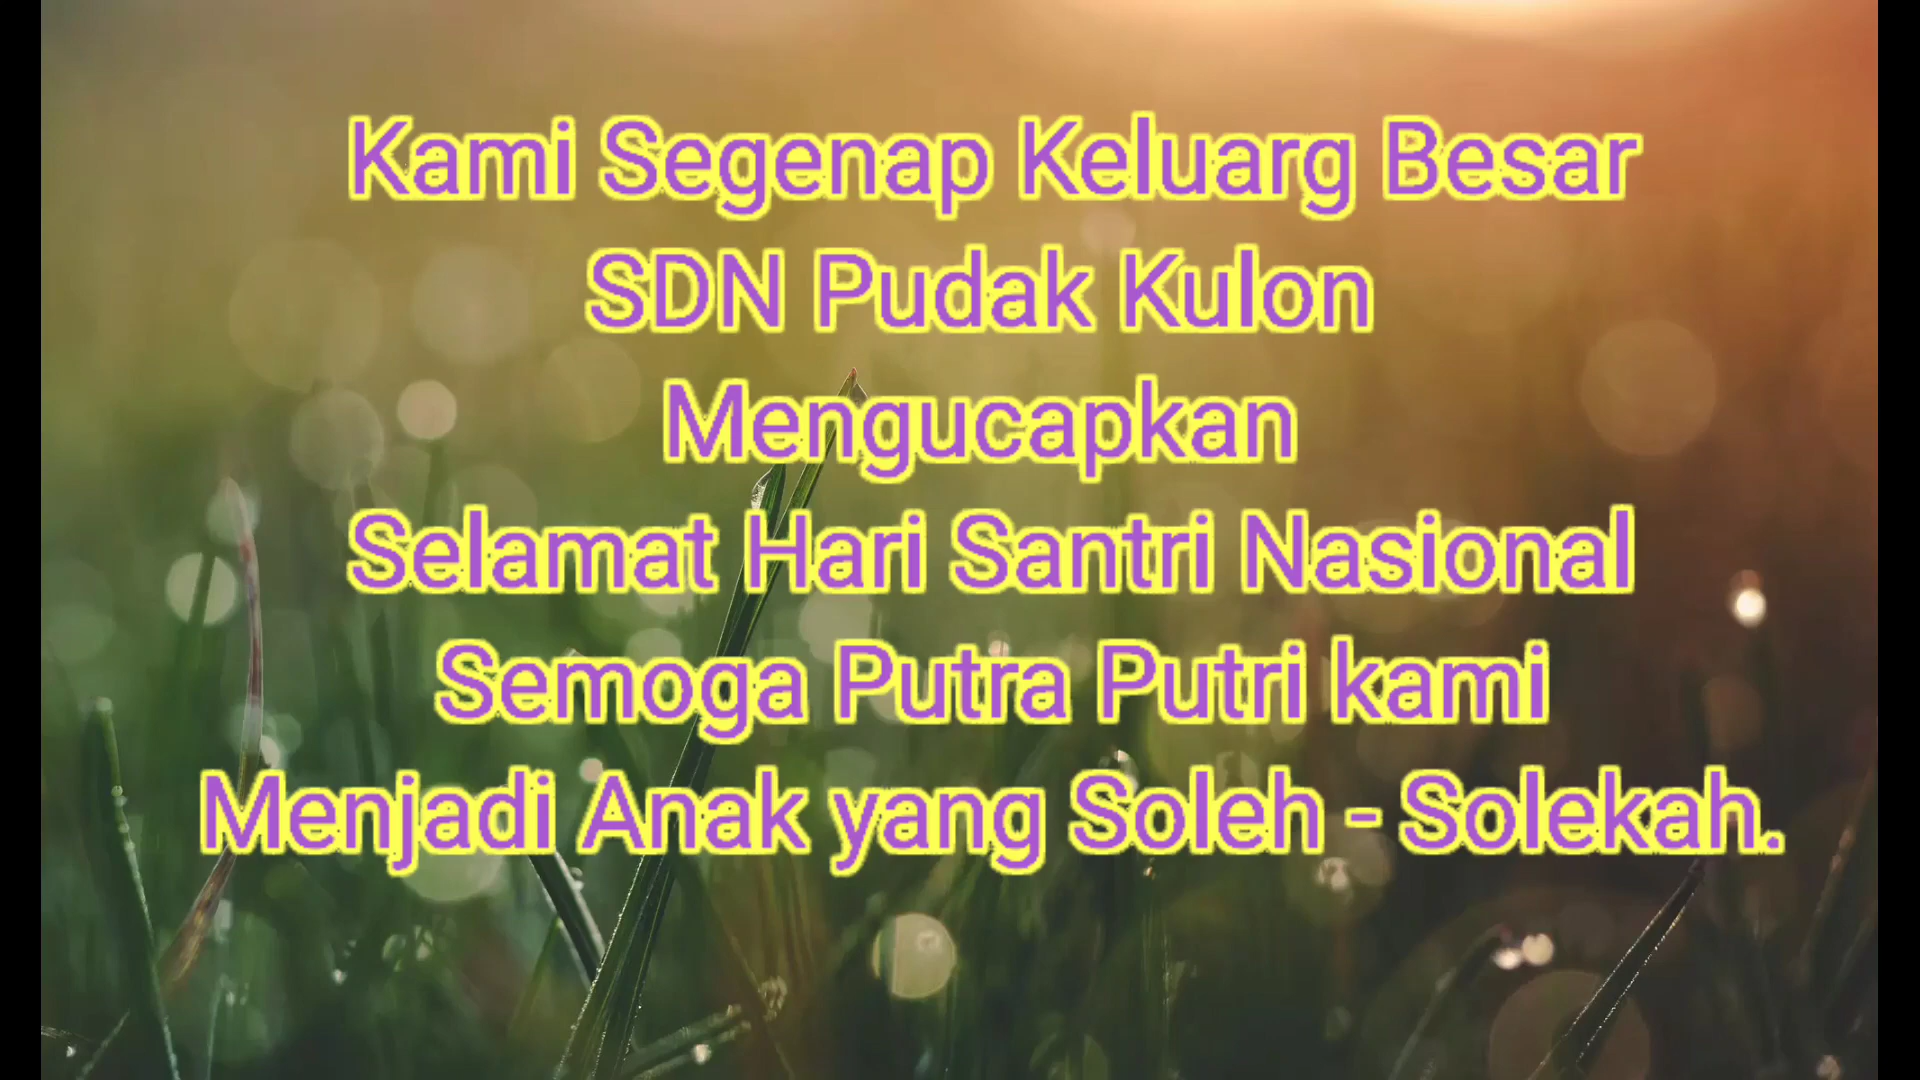 Kami Segenap Keluarg Besar
SDN Pudak Kulon
Mengucapkan
Selamat Hari Santri Nasional
Semoga Putra Putri kami
Menjadi Anak yang Soleh - Solekah.